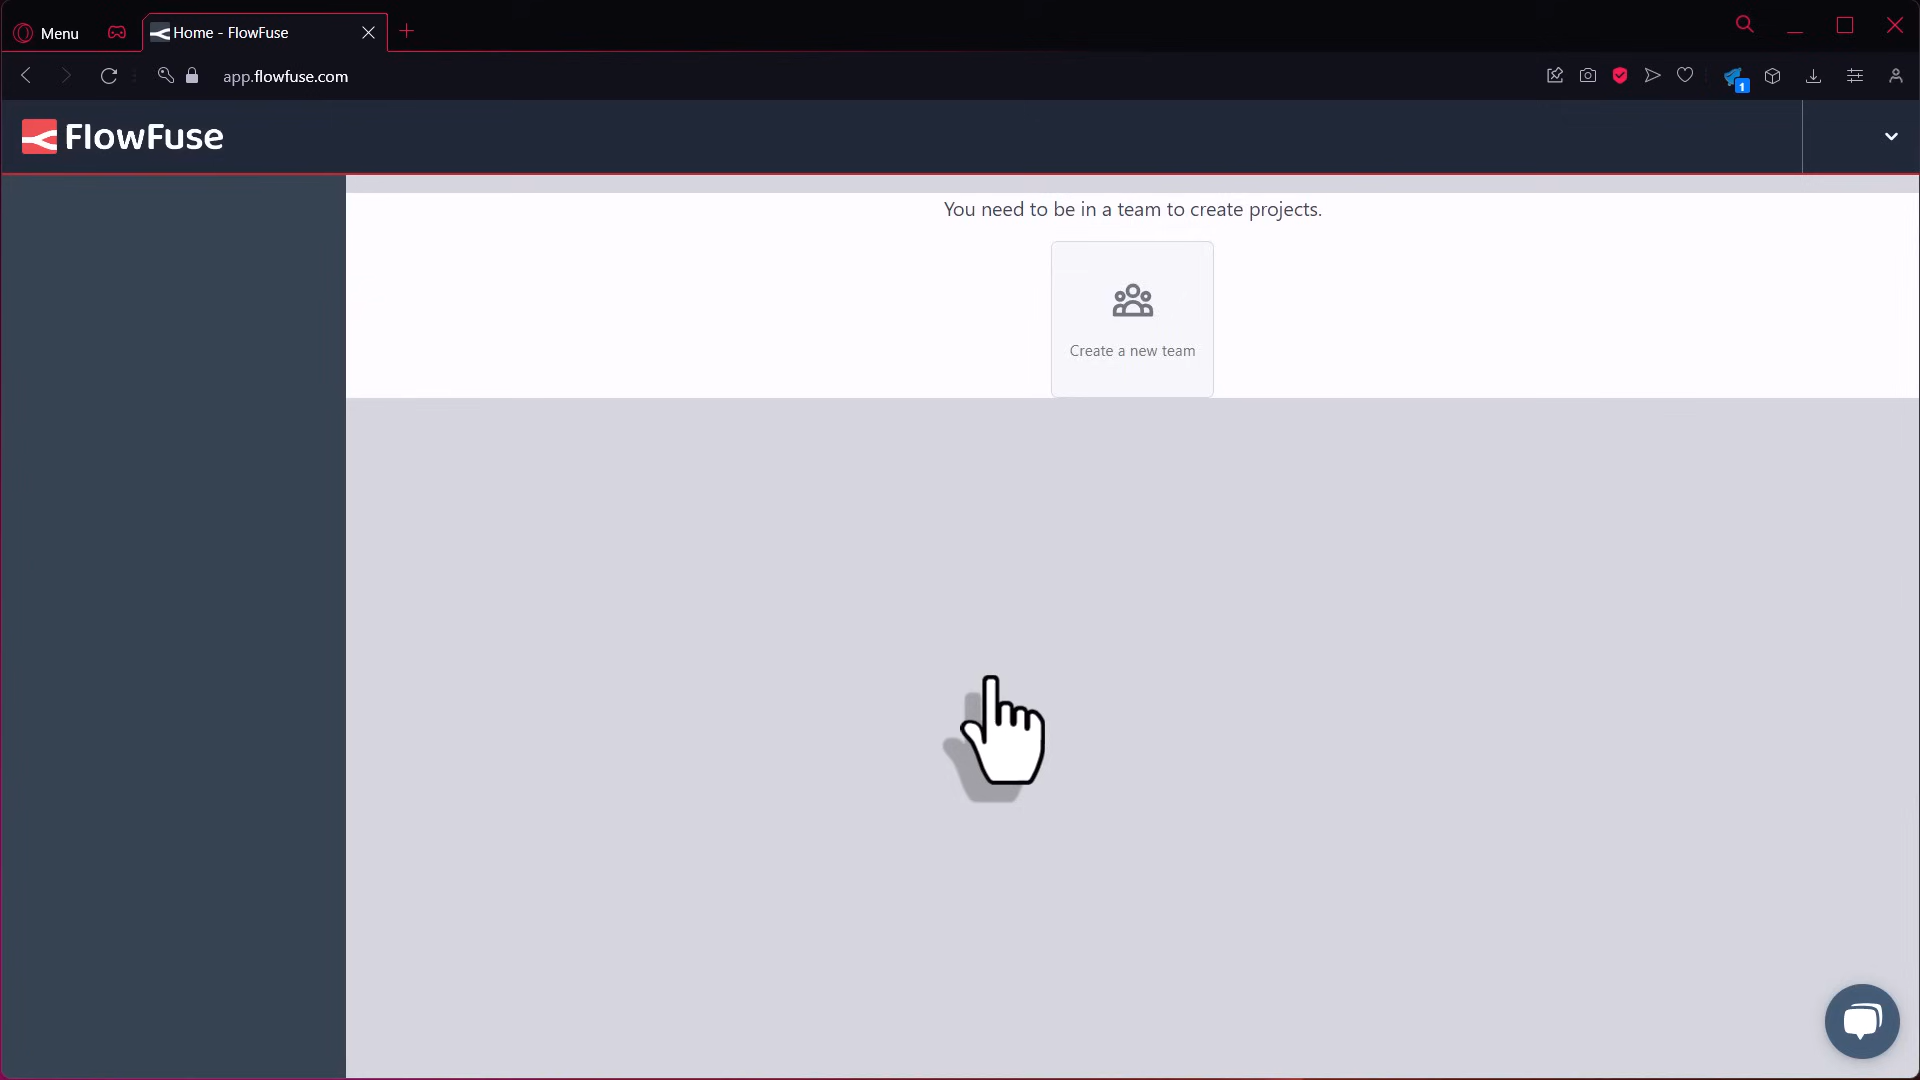 Menu
Home - FlowFuse
app.flowfuse.com
1
FlowFuse
You need to be in a team to create projects.
Create a new team